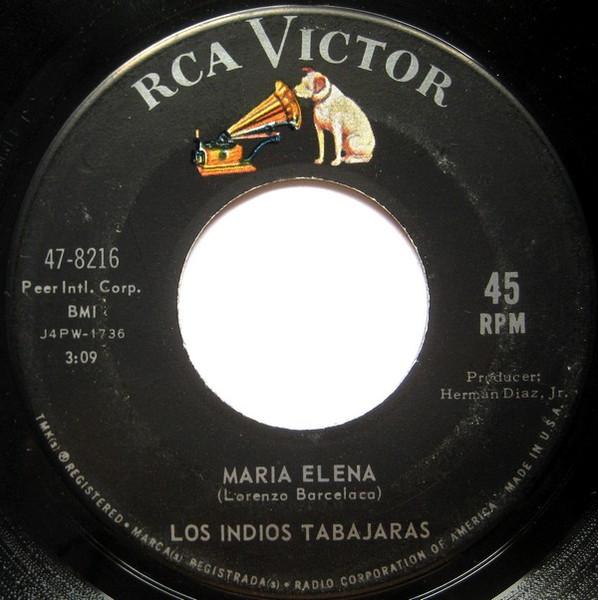 RCA VICTOR
47-8216
Peer Intl. Corp.
BMI
J4PW-1736
3:09
45
RPM
Producer:
Herman Diaz, Jr.
MARIA ELENA
(Lorenzo Barcelaca)
LOS INDIOS TABAJARAS
TMK(s) ® REGISTERED • MARCA(s) REGISTRADA(s) • RADIO CORPORATION OF AMERICA - MADE IN U.S.A.